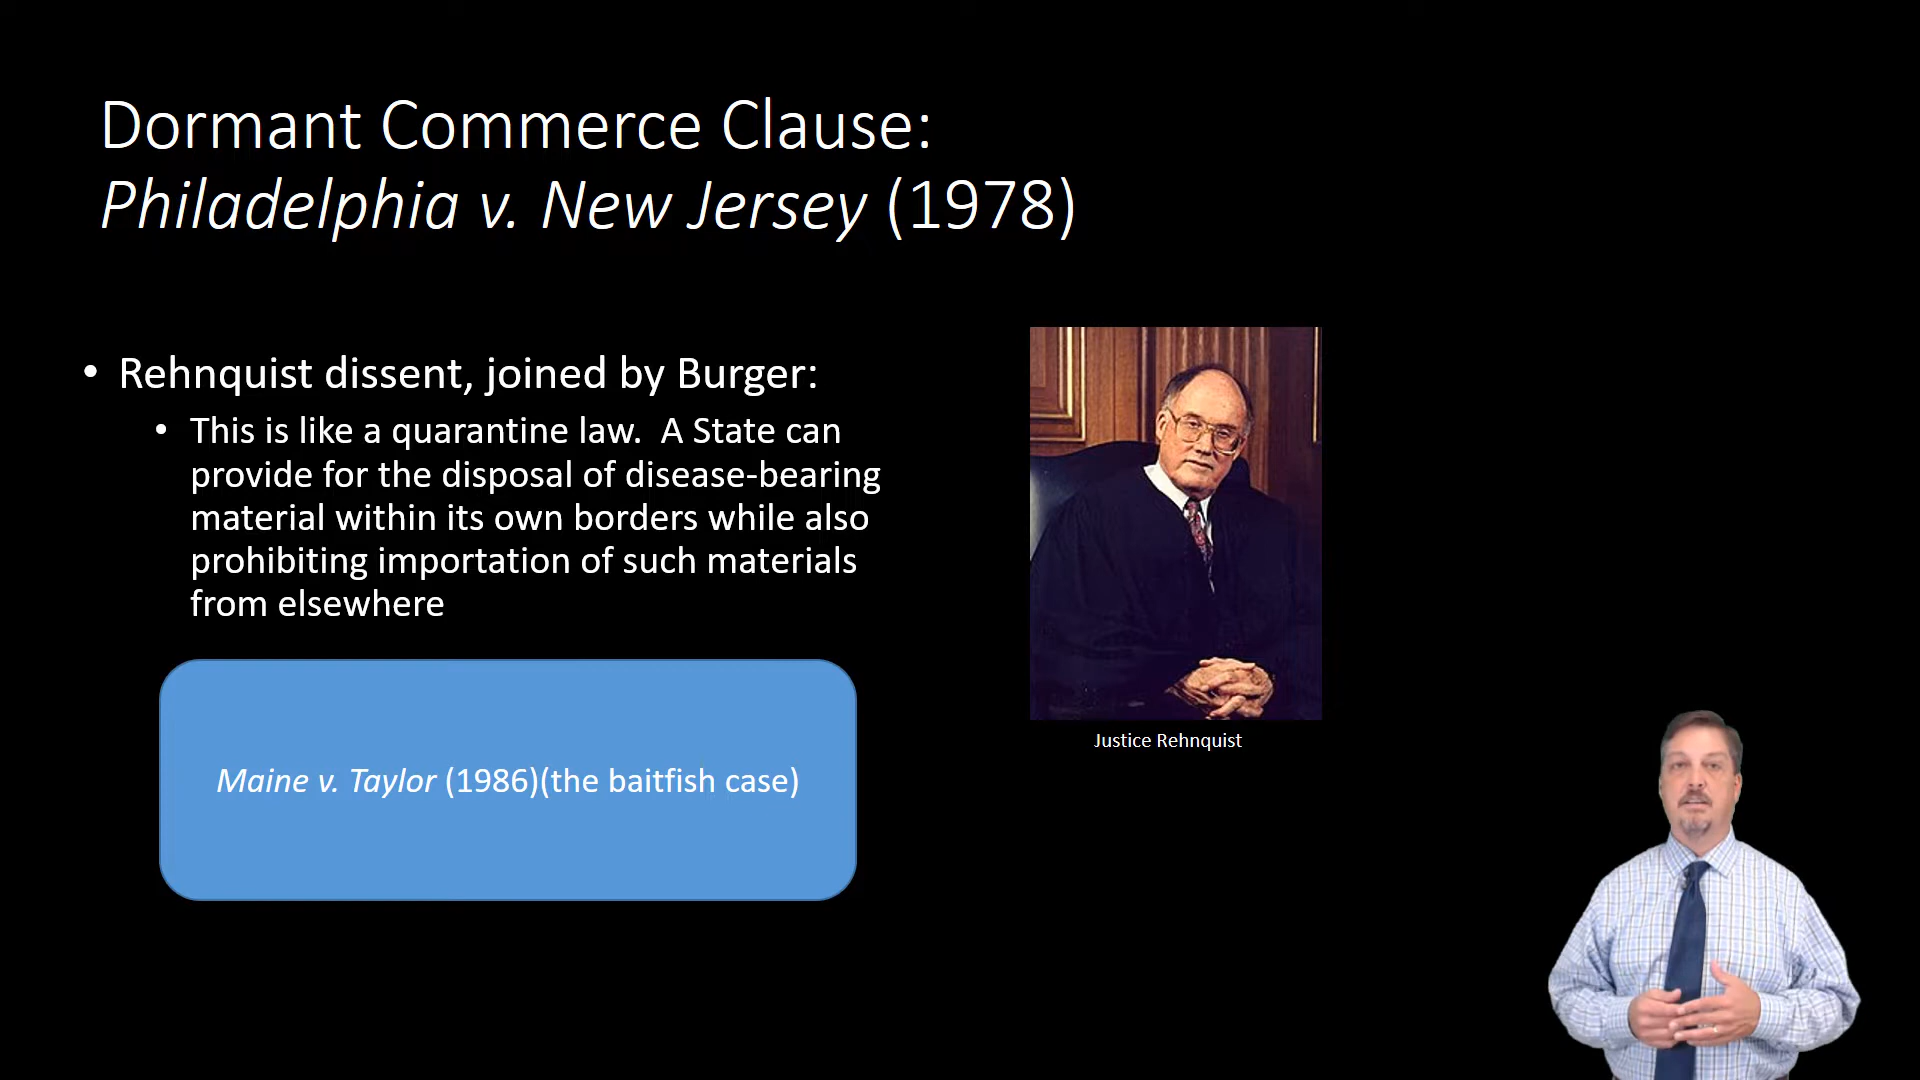 Dormant Commerce Clause:
Philadelphia v. New Jersey (1978)
• Rehnquist dissent, joined by Burger:
• This is like a quarantine law.  A State can
provide for the disposal of disease-bearing
material within its own borders while also
prohibiting importation of such materials
from elsewhere
Maine v. Taylor (1986)(the baitfish case)
Justice Rehnquist